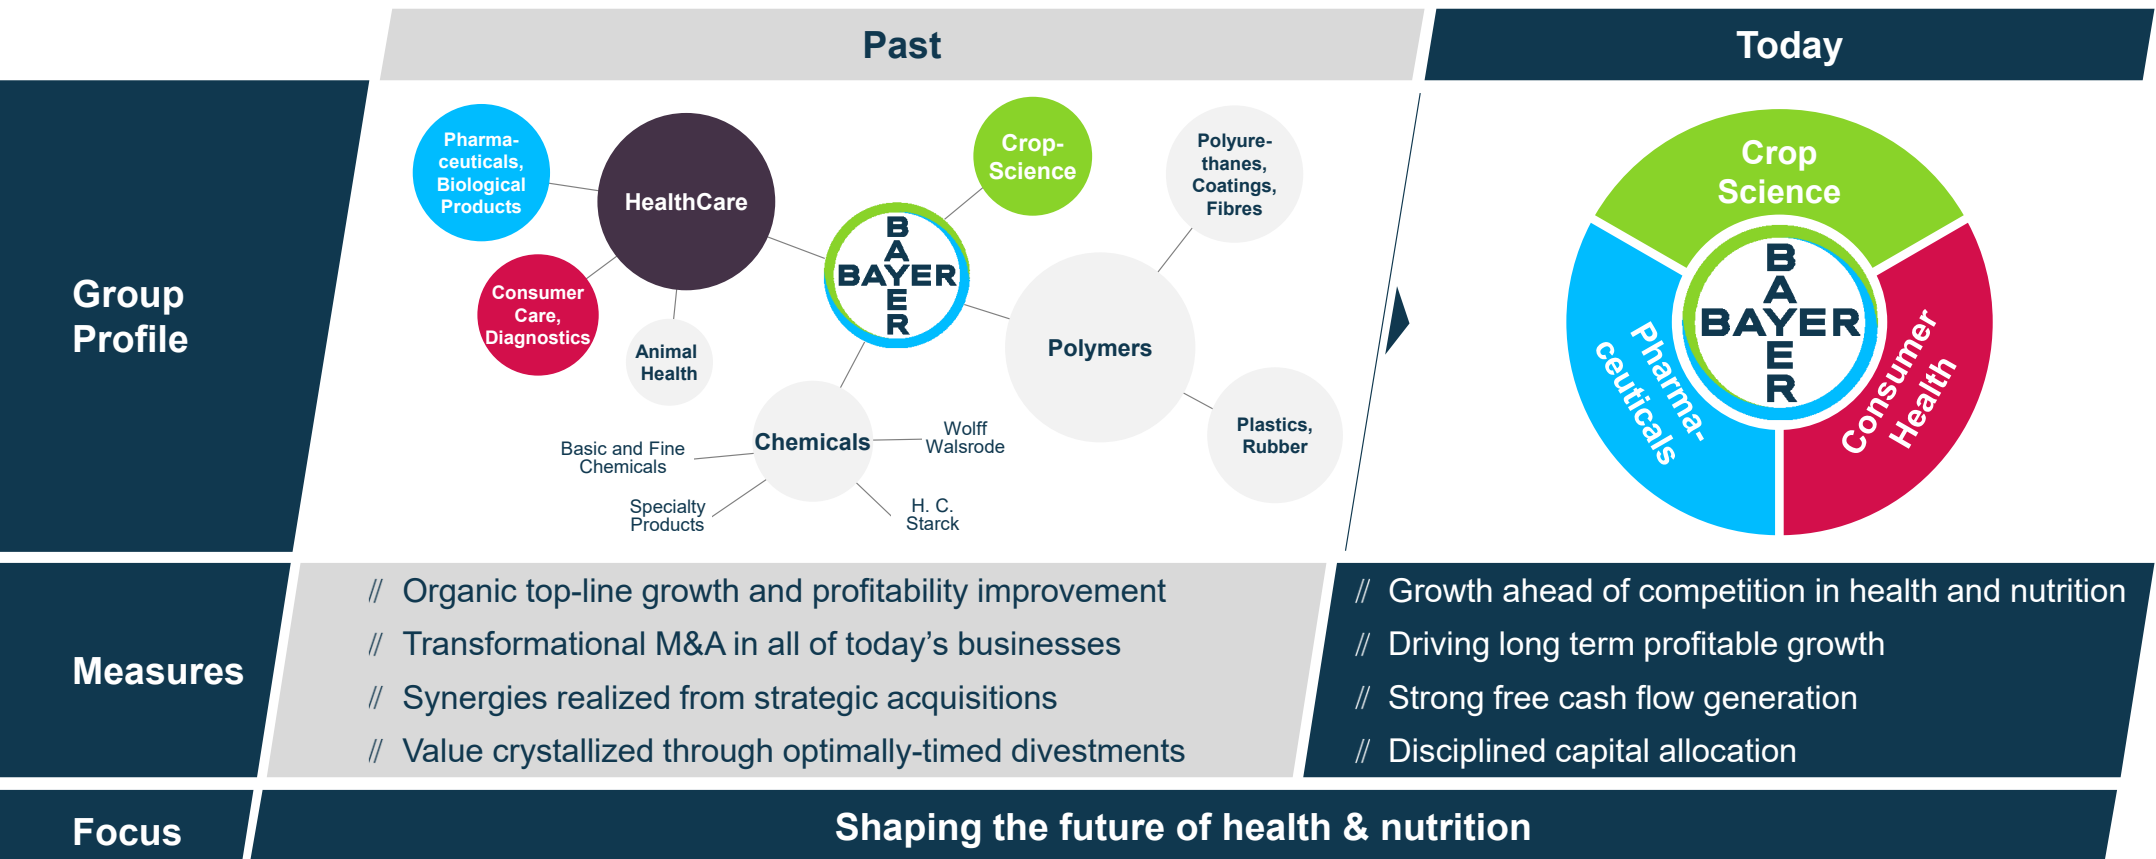 Past
Today
Group
Profile
Pharma-
ceuticals,
Biological
Products
HealthCare
Consumer
Care,
Diagnostics
Animal
Health
BAYER
BAYER
Crop-
Science
Polyure-
thanes,
Coatings,
Fibres
Polymers
Plastics,
Rubber
Chemicals
Basic and Fine
Chemicals
Specialty
Products
Wolff
Walsrode
H. C.
Starck
Crop
Science
Pharma-
ceuticals
Consumer
Health
BAYER
BAYER
Measures
// Organic top-line growth and profitability improvement
// Transformational M&A in all of today’s businesses
// Synergies realized from strategic acquisitions
// Value crystallized through optimally-timed divestments
// Growth ahead of competition in health and nutrition
// Driving long term profitable growth
// Strong free cash flow generation
// Disciplined capital allocation
Focus
Shaping the future of health & nutrition